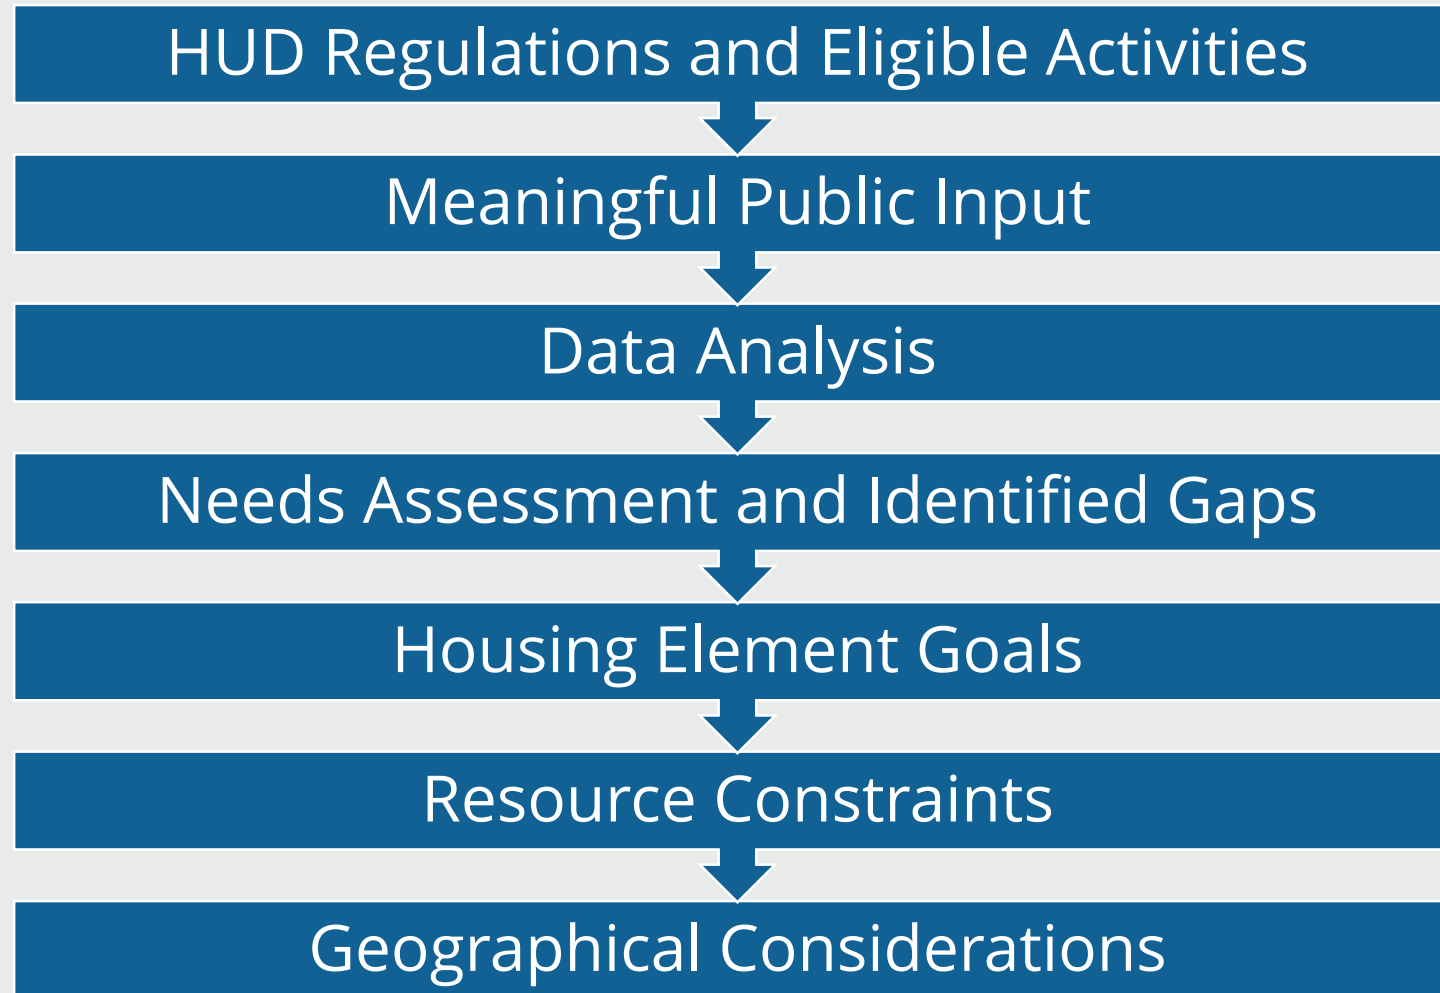 HUD Regulations and Eligible Activities
Meaningful Public Input
Data Analysis
Needs Assessment and Identified Gaps
Housing Element Goals
Resource Constraints
Geographical Considerations